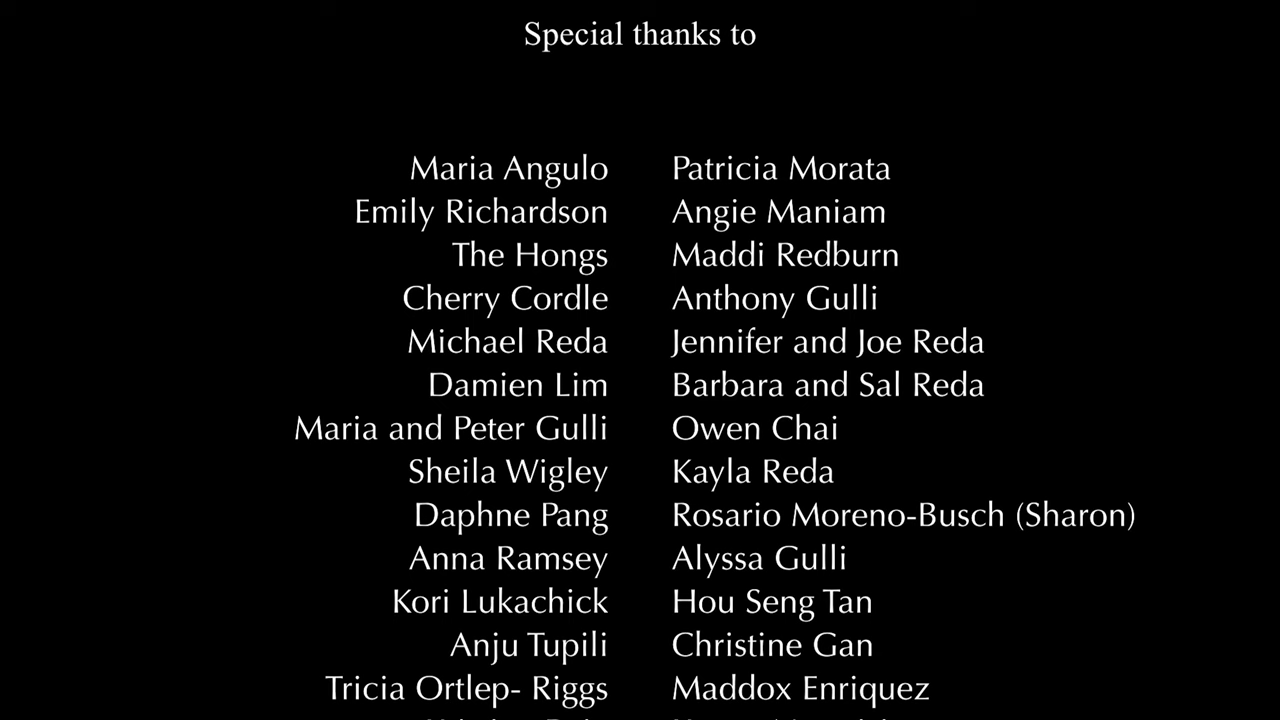 Special thanks to
Maria Angulo Patricia Morata
Emily Richardson Angie Maniam
The Hongs Maddi Redburn
Cherry Cordle Anthony Gulli
Michael Reda Jennifer and Joe Reda
Damien Lim Barbara and Sal Reda
Maria and Peter Gulli Owen Chai
Sheila Wigley Kayla Reda
Daphne Pang Rosario Moreno-Busch (Sharon)
Anna Ramsey Alyssa Gulli
Kori Lukachick Hou Seng Tan
Anju Tupili Christine Gan
Tricia Ortlep- Riggs Maddox Enriquez